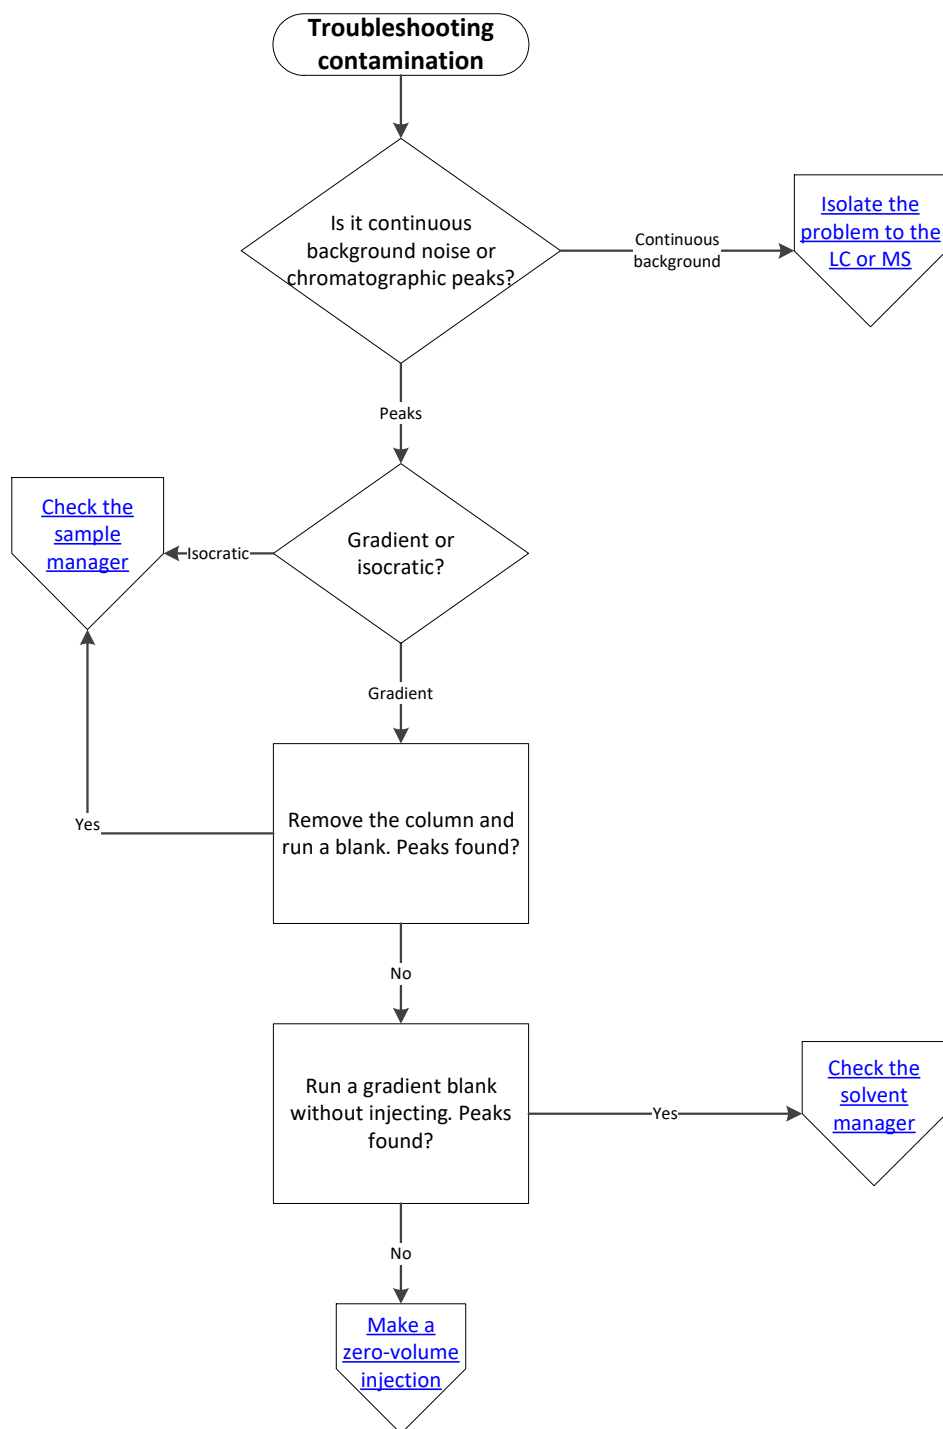 Troubleshooting
contamination
Is it continuous
background noise or
chromatographic peaks?
Continuous
background
Isolate the
problem to the
LC or MS
Peaks
Check the
sample
manager
Isocratic
Gradient or
isocratic?
Gradient
Remove the column and
run a blank. Peaks found?
Yes
No
Run a gradient blank
without injecting. Peaks
found?
Yes
Check the
solvent
manager
No
Make a
zero-volume
injection